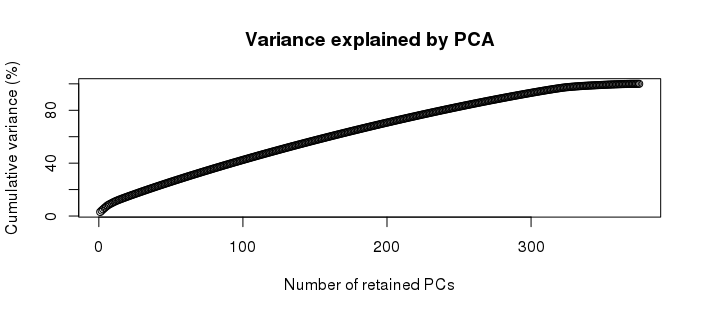 Variance explained by PCA
Cumulative variance (%)
80
40
0
0 100 200 300
Number of retained PCs